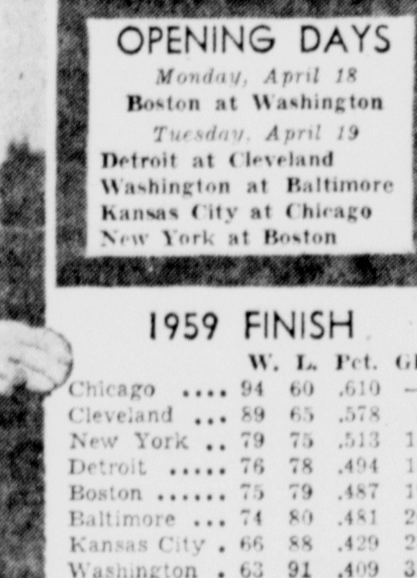 OPENING DAYS
Monday, April 18
Boston at Washington
Tuesday, April 19
Detroit at Cleveland
Washington at Baltimore
Kansas City at Chicago
New York at Boston
1959 FINISH
W. L. Pct.
Chicago .... 94 60 .610 —
Cleveland ... 89 65 .578
New York .. 79 75 .513
Detroit ..... 76 78 .494
Boston ...... 75 79 .487
Baltimore ... 74 80 .481
Kansas City . 66 88 .429
Washington . 63 91 .409